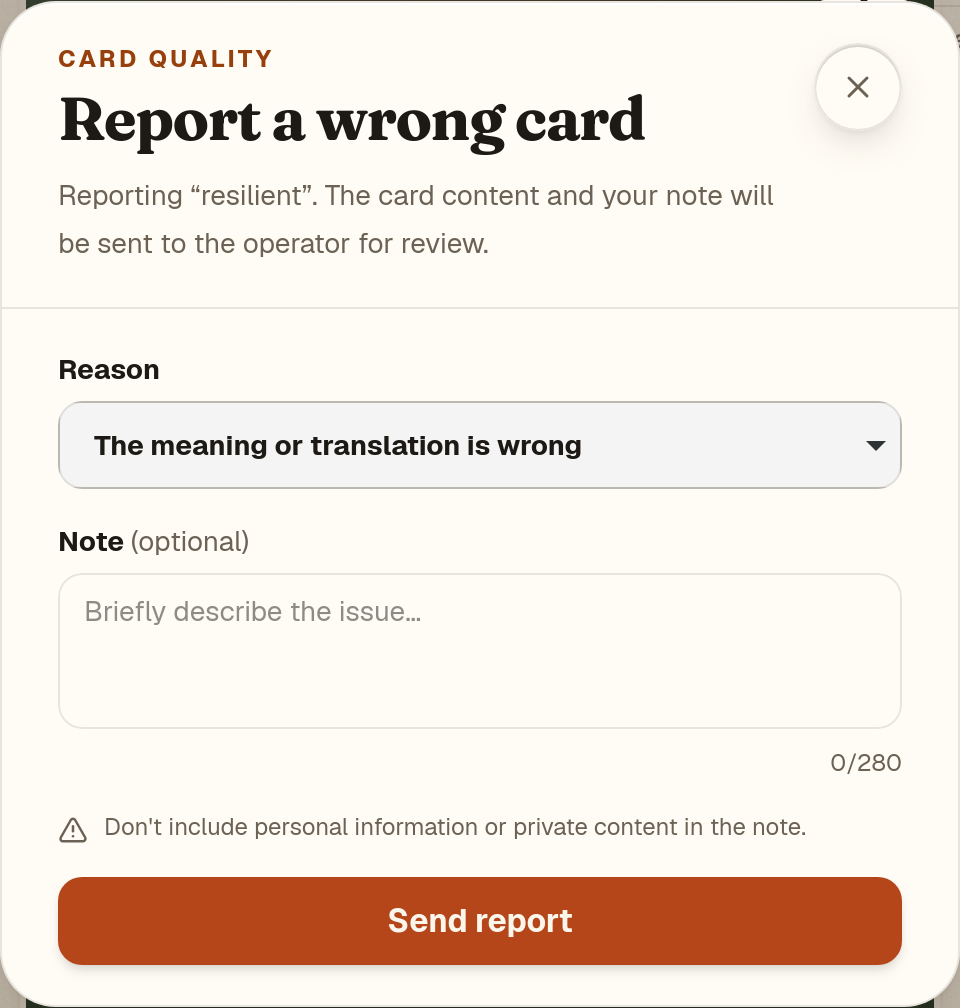 CARD QUALITY
Report a wrong card
Reporting “resilient”. The card content and your note will
be sent to the operator for review.
Reason
The meaning or translation is wrong
Note (optional)
Briefly describe the issue...
0/280
Don't include personal information or private content in the note.
Send report